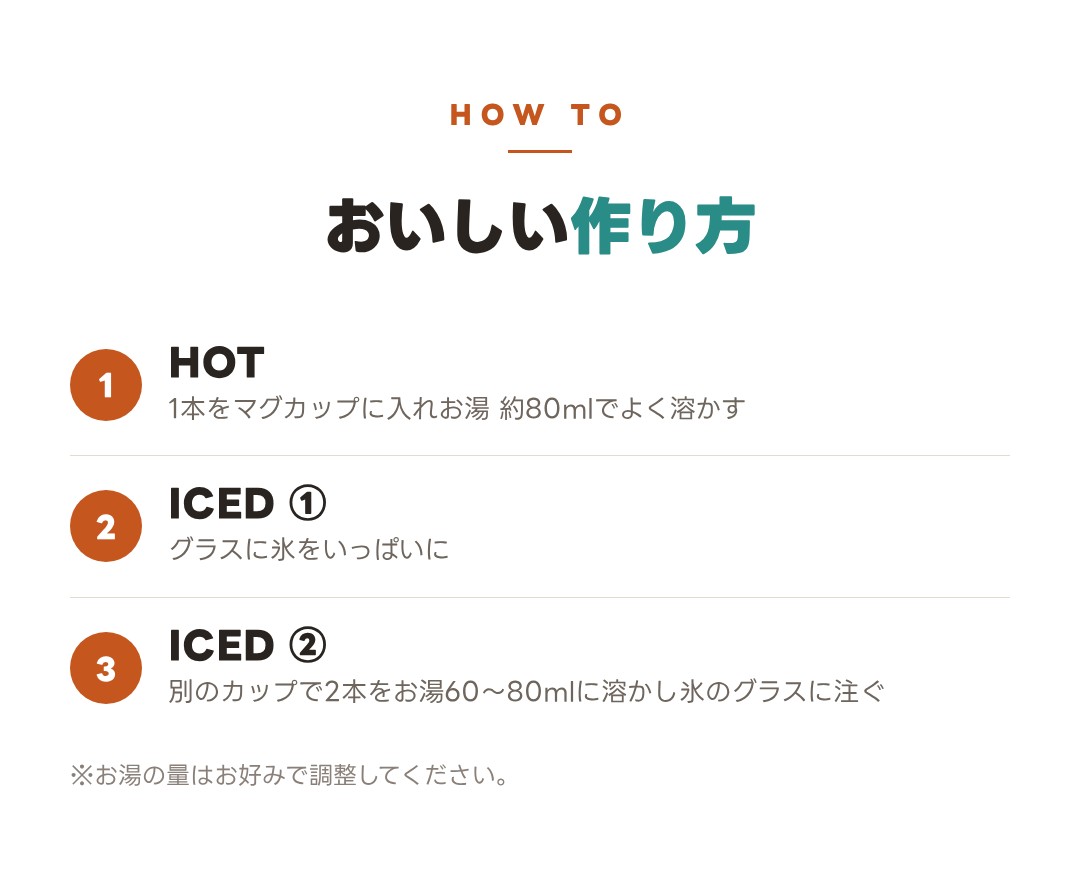 HOW TO
おいしい作り方
1
HOT
1本をマグカップに入れお湯 約80mlでよく溶かす
2
ICED ①
グラスに氷をいっぱいに
3
ICED ②
別のカップで2本をお湯60〜80mlに溶かし氷のグラスに注ぐ
※お湯の量はお好みで調整してください。